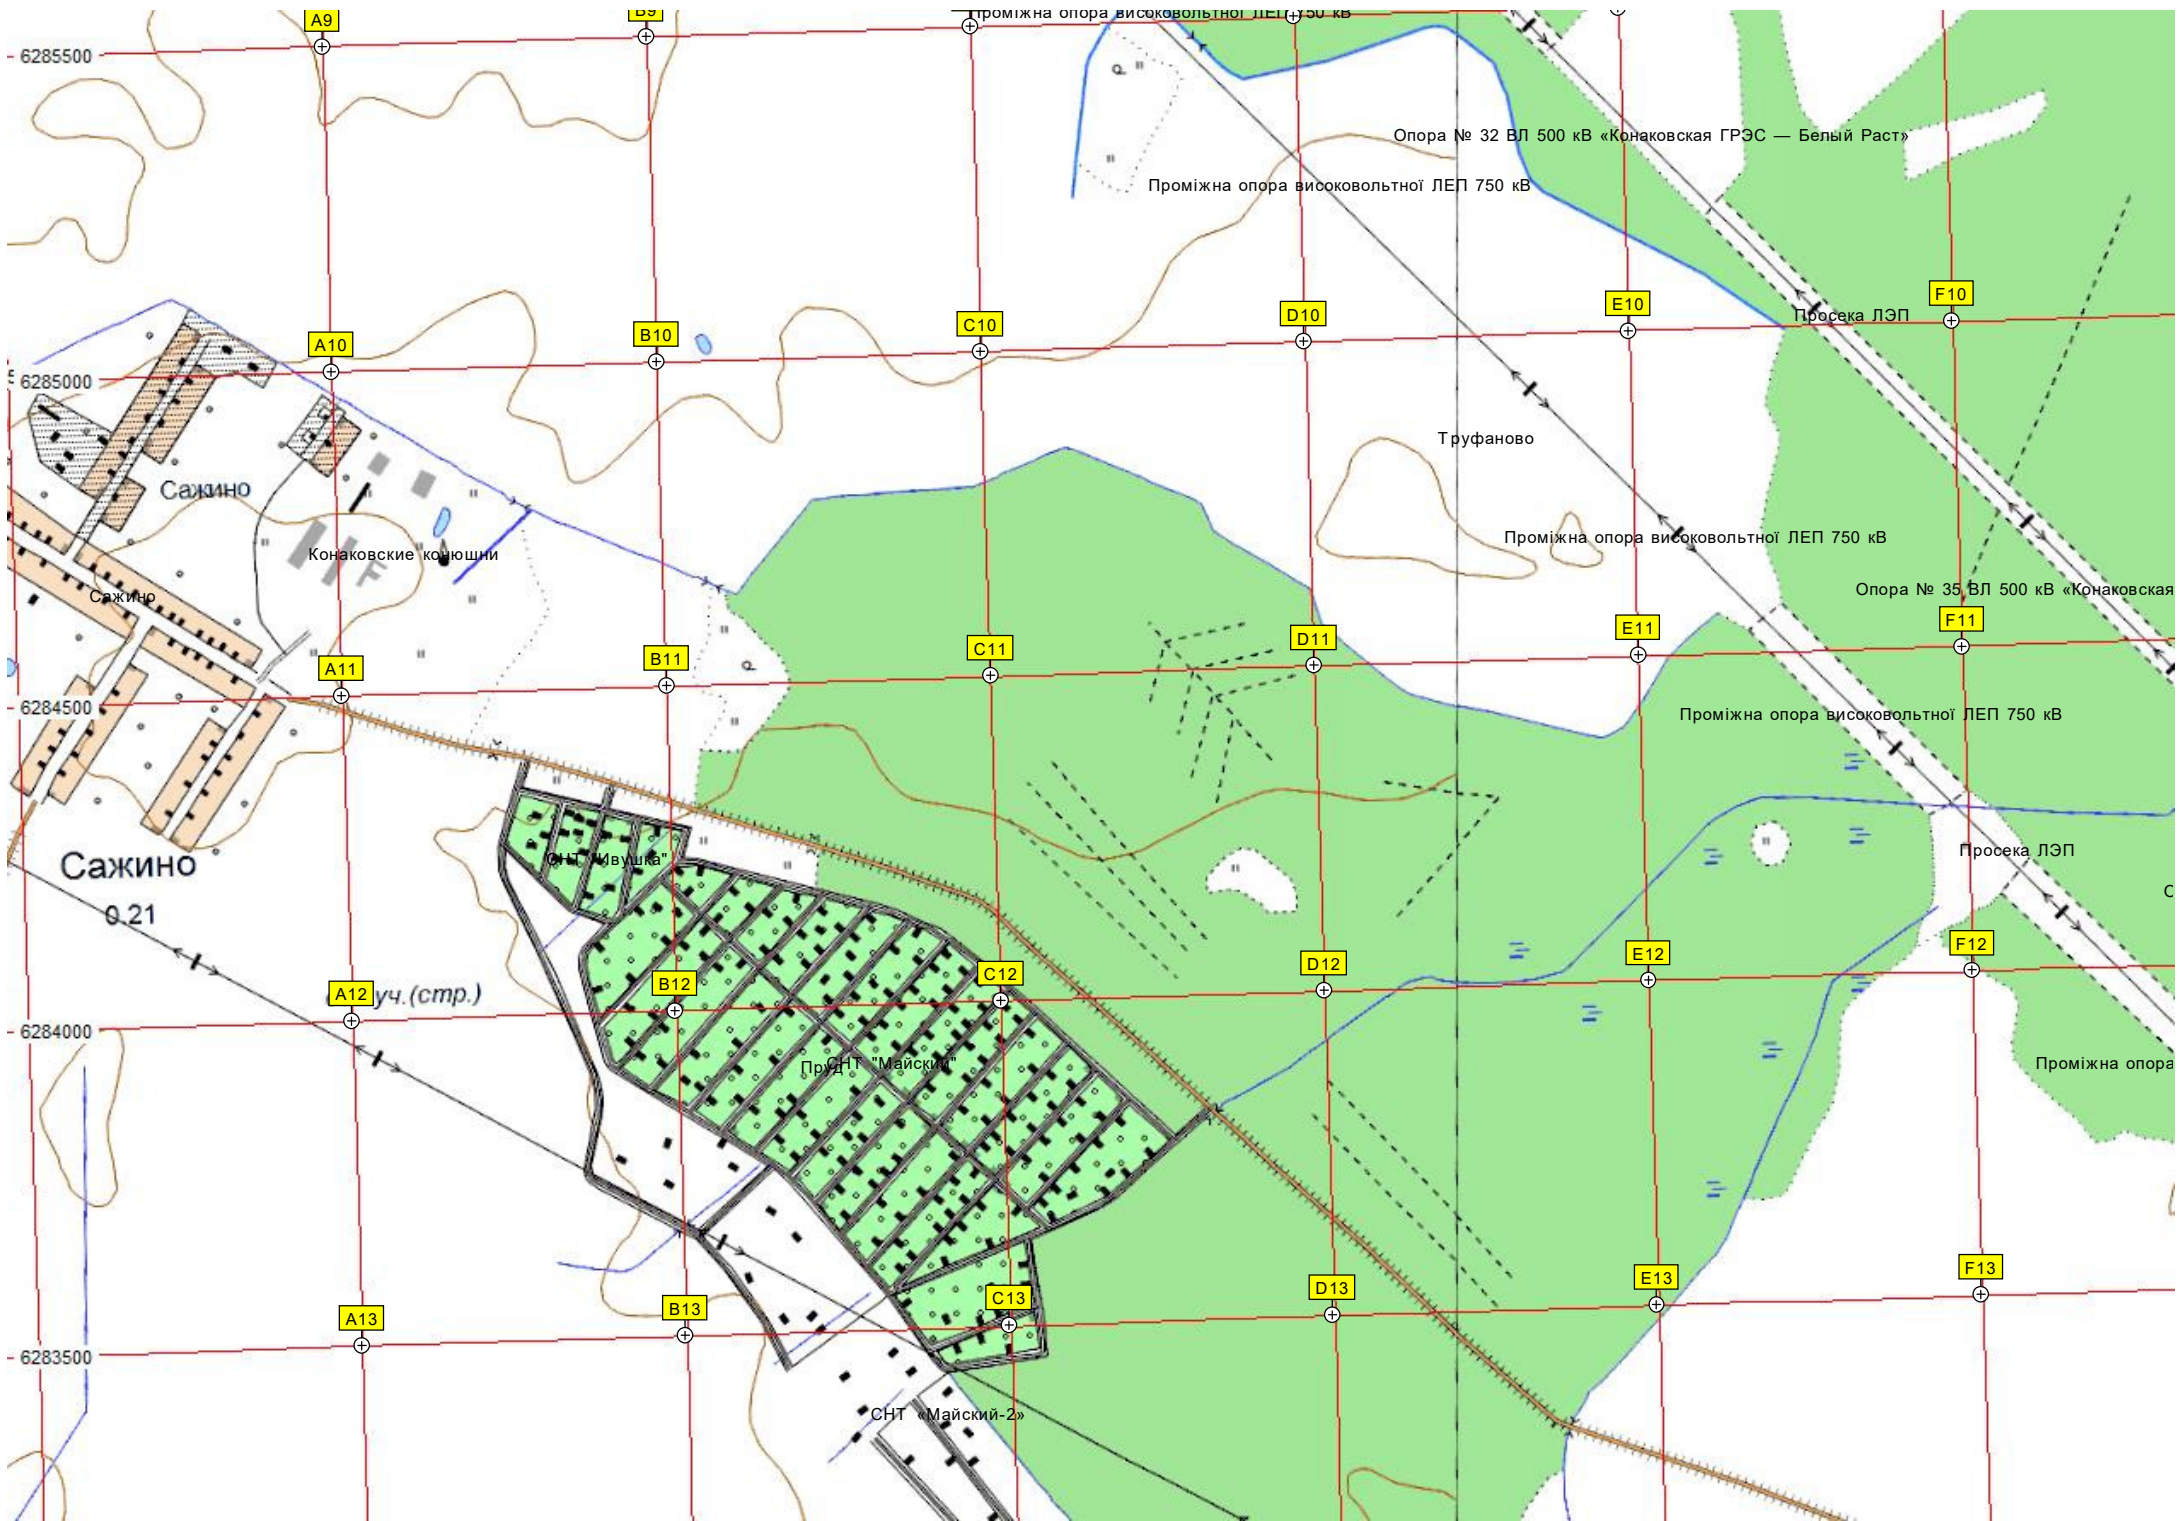 A9
B9
Проміжна опора високовольтної ЛЕП 750 кВ
6285500
Опора № 32 ВЛ 500 кВ «Конаковская ГРЭС — Белый Раст»
Проміжна опора високовольтної ЛЕП 750 кВ
A10
B10
C10
D10
E10
F10
Просека ЛЭП
6285000
Труфаново
Сажино
Проміжна опора високовольтної ЛЕП 750 кВ
Конаковские конюшни
Сажино
Опора № 35 ВЛ 500 кВ «Конаковская
A11
B11
C11
D11
E11
F11
6284500
Проміжна опора високовольтної ЛЕП 750 кВ
СНТ "Ивушка"
Просека ЛЭП
Сажино
0.21
С
A12
уч.(стр.)
B12
C12
D12
E12
F12
6284000
Пруд
СНТ "Майский"
Проміжна опора
A13
B13
C13
D13
E13
F13
6283500
СНТ «Майский-2»